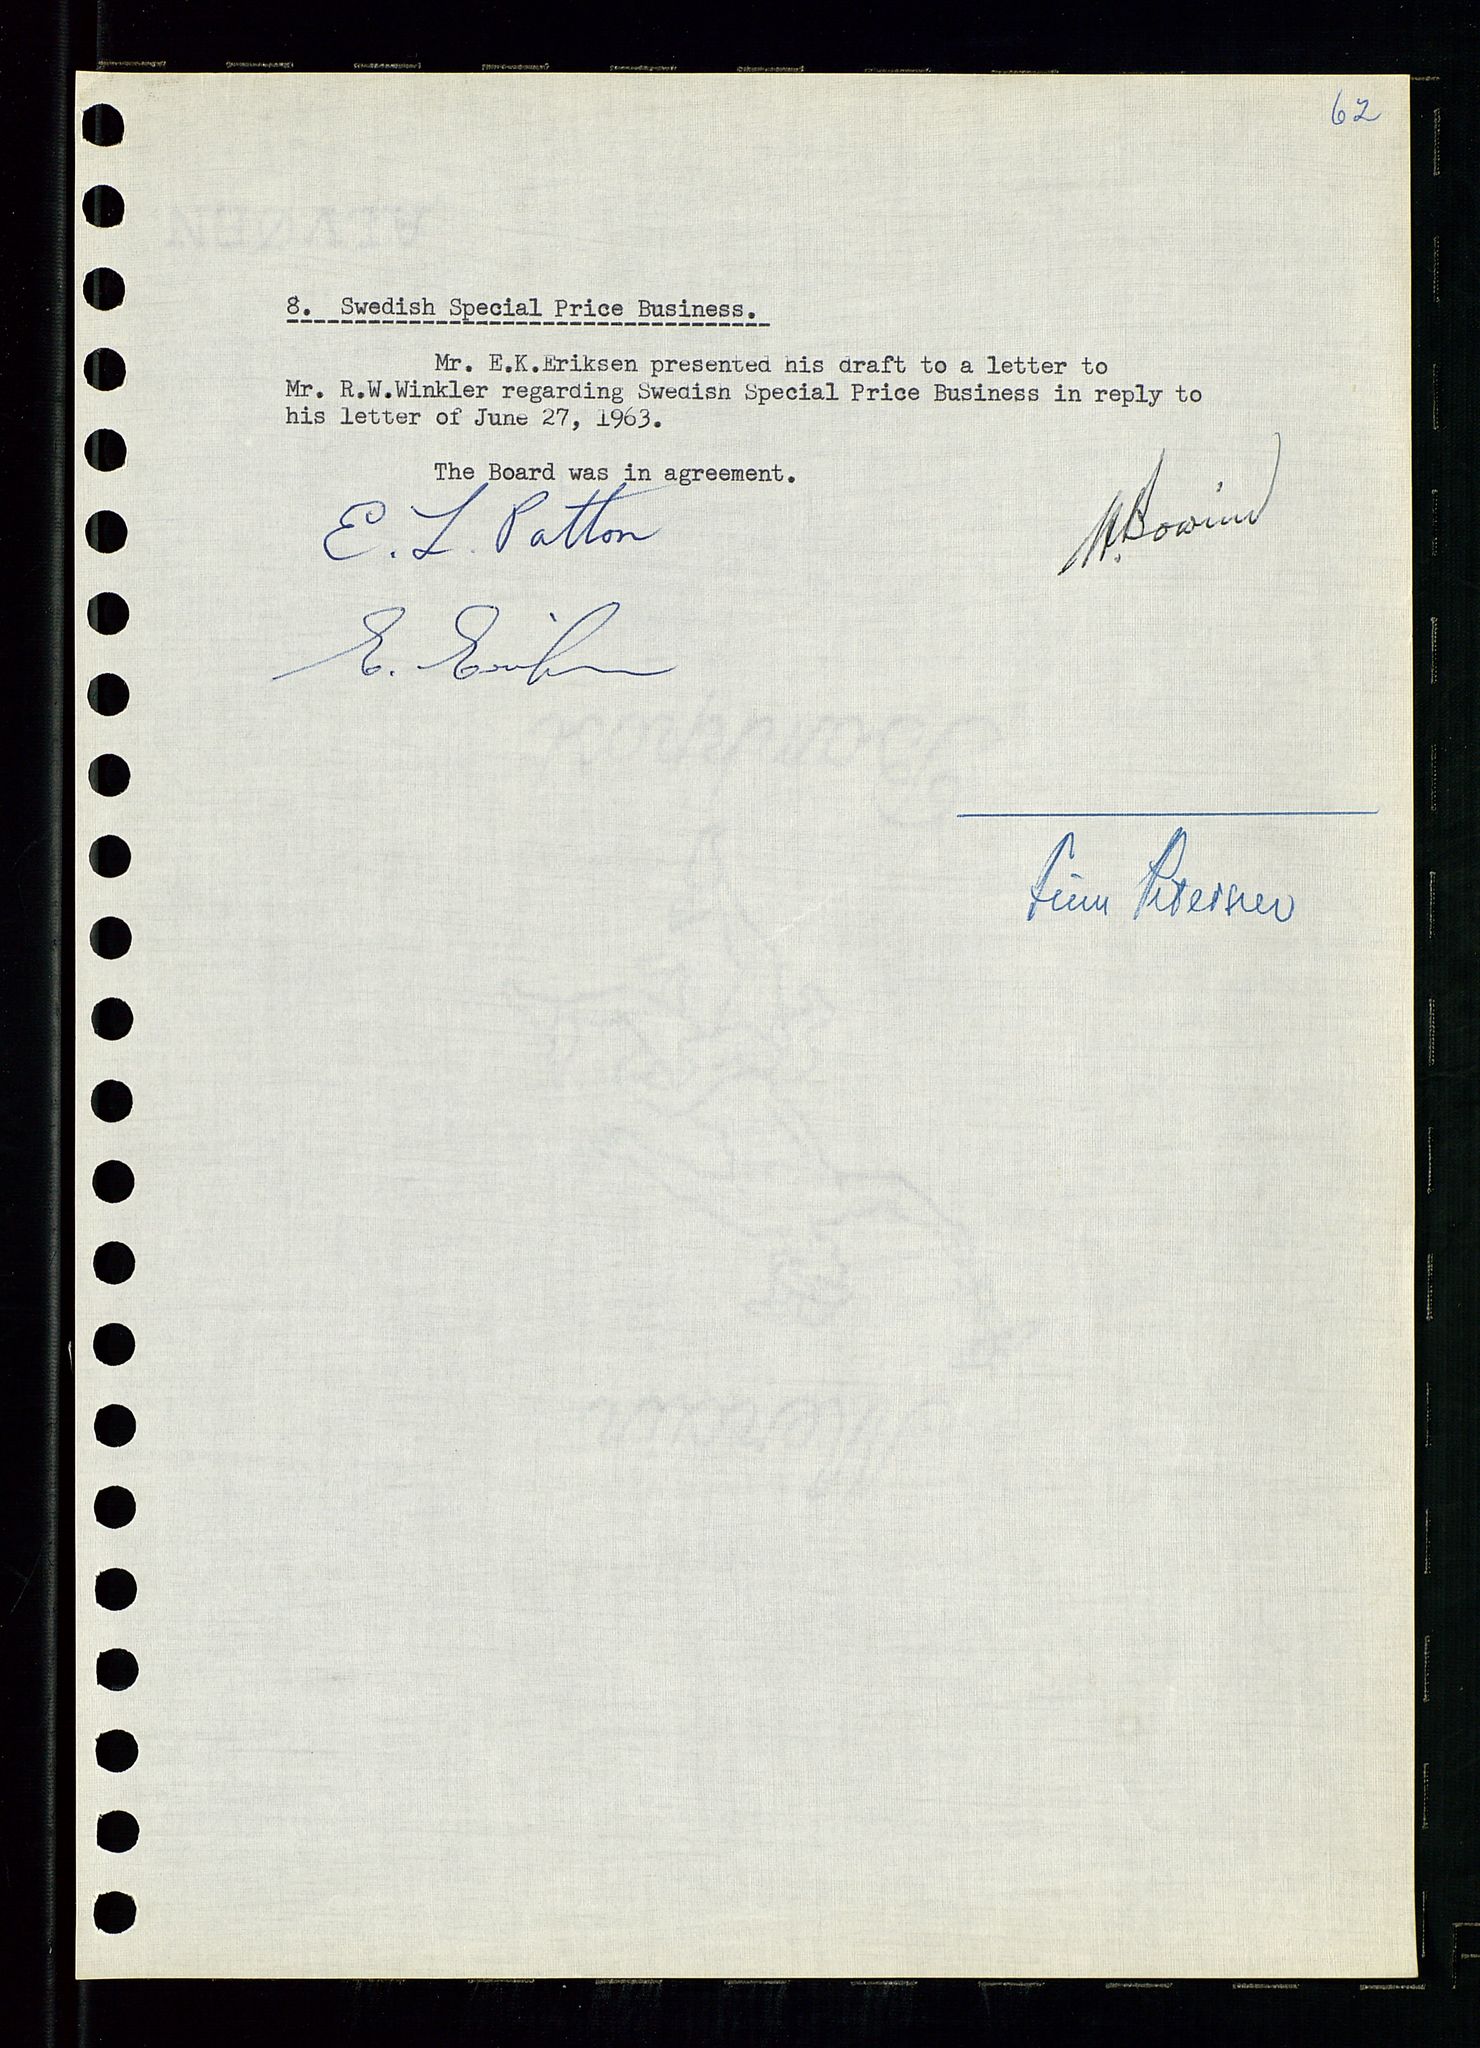 62
8. Swedish Special Price Business.
Mr. E.K.Eriksen presented his draft to a letter to
Mr. R.W.Winkler regarding Swedish Special Price Business in reply to
his letter of June 27, 1963.
The Board was in agreement.
E. L. Patton
E. Eriksen
Finn Petersen